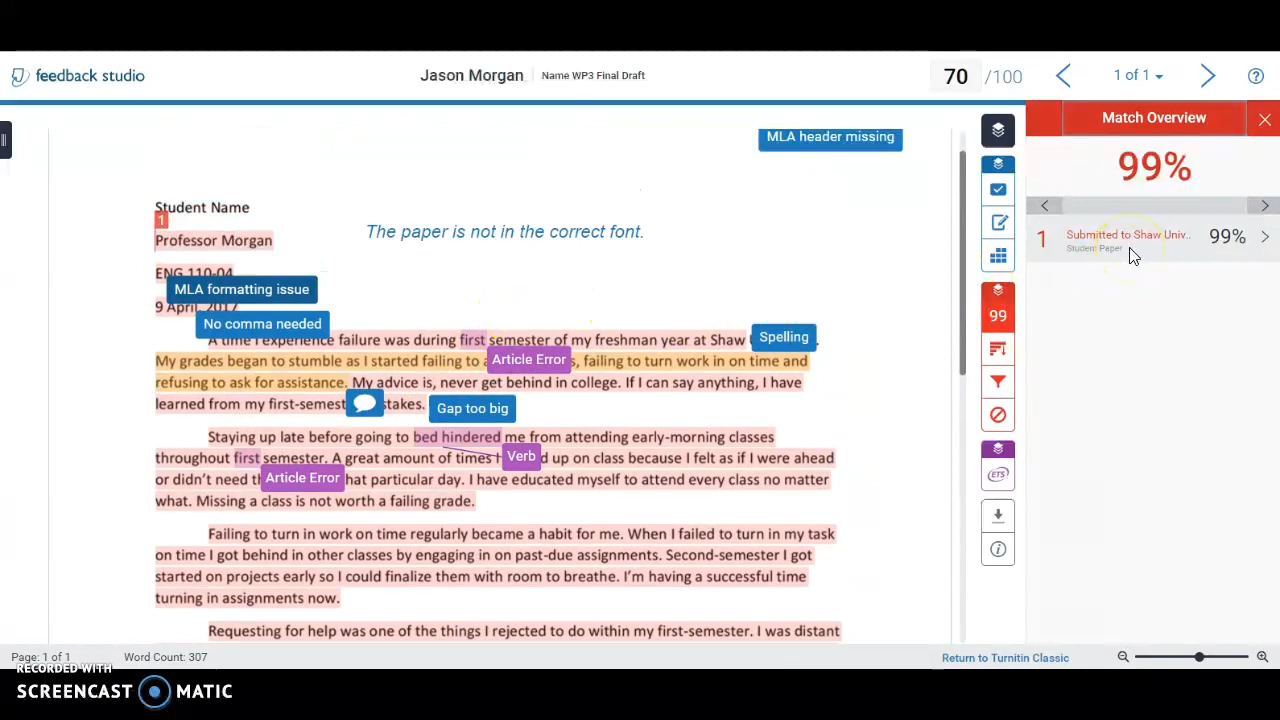 feedback studio
Jason Morgan
Name WP3 Final Draft
70 /100
1 of 1
?
Match Overview
99%
1 Submitted to Shaw Univ.. 99%
Student Paper
99
ETS
MLA header missing
Student Name
1
Professor Morgan
The paper is not in the correct font.
ENG 110-04
MLA formatting issue
9 April, 2017
No comma needed
A time I experience failure was during first semester of my freshman year at Shaw
Spelling
My grades began to stumble as I started failing to
Article Error
, failing to turn work in on time and
refusing to ask for assistance. My advice is, never get behind in college. If I can say anything, I have
learned from my first-semest
takes.
Gap too big
Staying up late before going to bed hindered me from attending early-morning classes
throughout first semester. A great amount of times I
Verb
d up on class because I felt as if I were ahead
or didn't need
Article Error
hat particular day. I have educated myself to attend every class no matter
what. Missing a class is not worth a failing grade.
Failing to turn in work on time regularly became a habit for me. When I failed to turn in my task
on time I got behind in other classes by engaging in on past-due assignments. Second-semester I got
started on projects early so I could finalize them with room to breathe. I'm having a successful time
turning in assignments now.
Requesting for help was one of the things I rejected to do within my first-semester. I was distant
Page: 1 of 1
Word Count: 307
Return to Turnitin Classic
RECORDED WITH
SCREENCAST MATIC